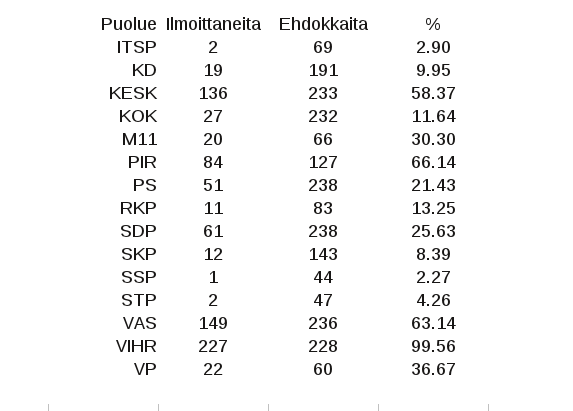 Puolue Ilmoittaneita Ehdokkaita %
ITSP 2 69 2.90
KD 19 191 9.95
KESK 136 233 58.37
KOK 27 232 11.64
M11 20 66 30.30
PIR 84 127 66.14
PS 51 238 21.43
RKP 11 83 13.25
SDP 61 238 25.63
SKP 12 143 8.39
SSP 1 44 2.27
STP 2 47 4.26
VAS 149 236 63.14
VIHR 227 228 99.56
VP 22 60 36.67